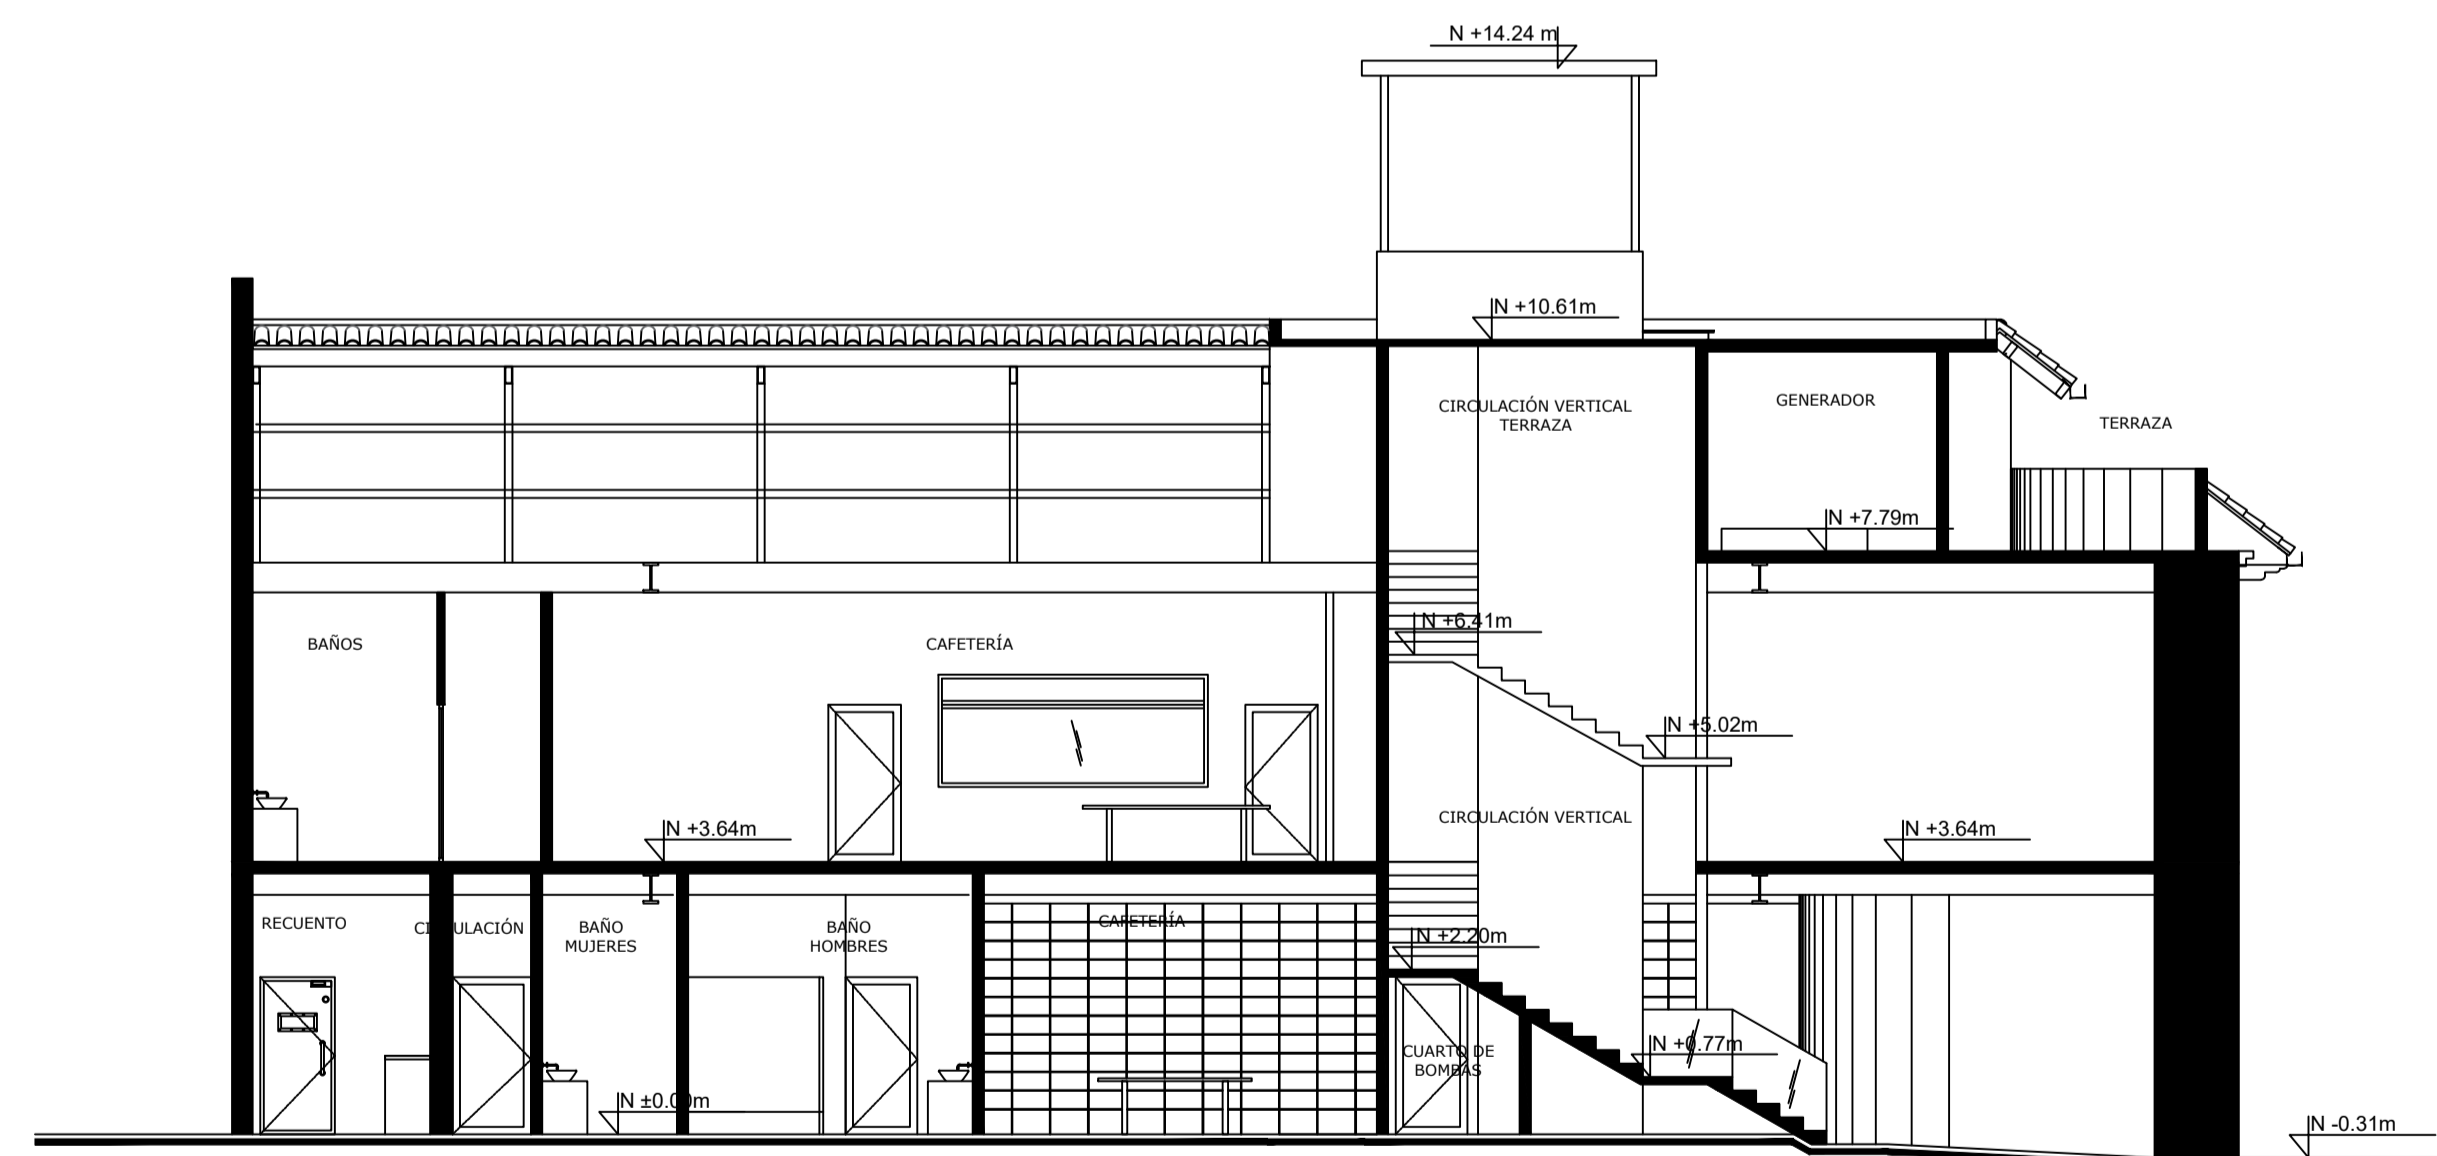 N +14.24 m
N +10.61m
CIRCULACIÓN VERTICAL
TERRAZA
GENERADOR
TERRAZA
N +7.79m
N +6.41m
BAÑOS
CAFETERÍA
N +5.02m
CIRCULACIÓN VERTICAL
N +3.64m
N +3.64m
RECUENTO
CIRCULACIÓN
BAÑO
MUJERES
BAÑO
HOMBRES
CAFETERÍA
N +2.20m
CUARTO DE
BOMBAS
N +0.77m
N ±0.00m
N -0.31m